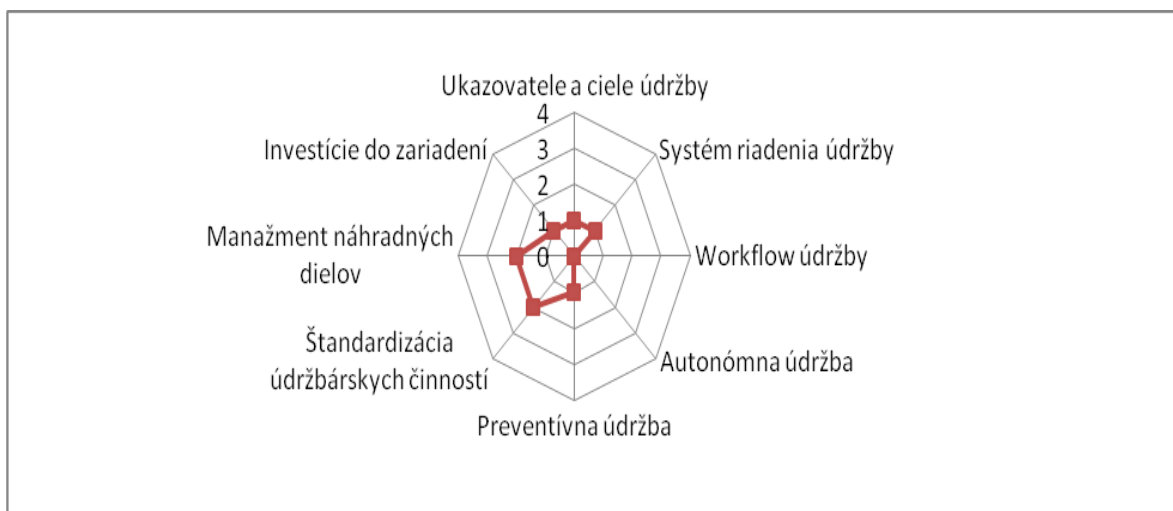 Ukazovatele a ciele údržby
4
3
2
1
0
Systém riadenia údržby
Workflow údržby
Autonómna údržba
Preventívna údržba
Štandardizácia
údržbárskych činností
Manažment náhradných
dielov
Investície do zariadení